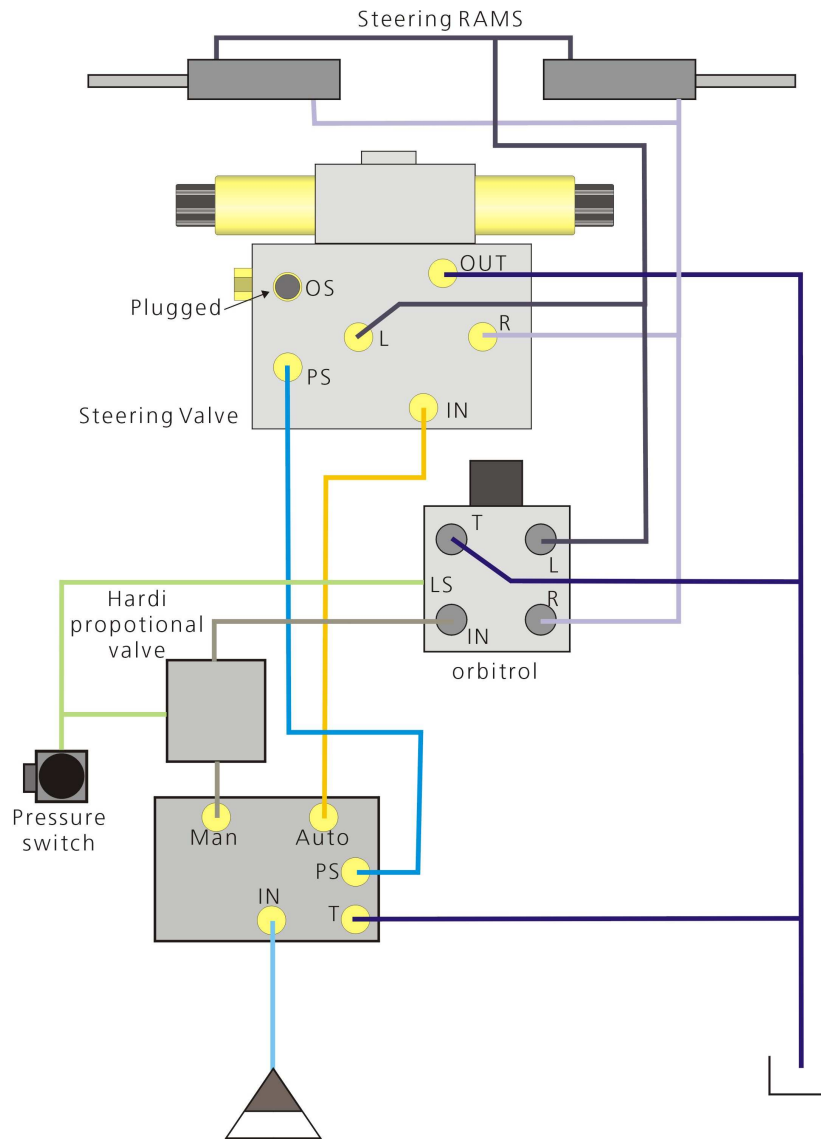 Steering RAMS
OUT
OS
Plugged
L
R
PS
Steering Valve
IN
T
L
LS
Hardi
propotional
valve
R
IN
orbitrol
Pressure
switch
Man
Auto
PS
IN
T